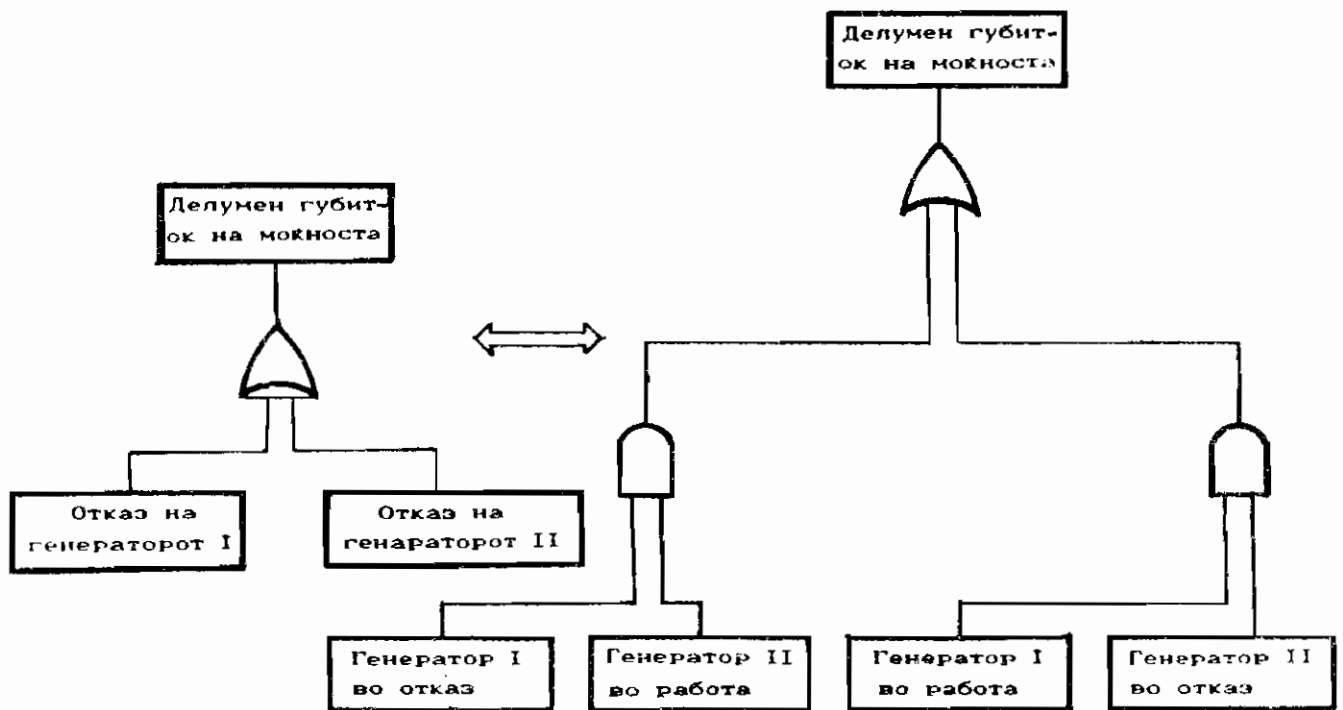 Делумен губит-
ок на моќноста
Делумен губит-
ок на моќноста
Отказ на
генераторот I
Отказ на
генараторот II
Генератор I
во отказ
Генератор II
во работа
Генератор I
во работа
Генератор II
во отказ